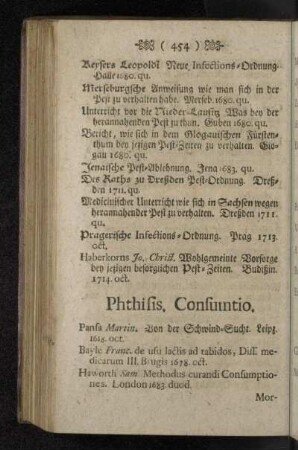 ( 454 )
Keysers Leopoldi Neue Infections-Ordnung.
Halle 1680. qu.
Merseburgsche Anweisung wie man sich in der
Pest zu verhalten habe. Merseb. 1680. qu.
Unterricht vor die Nieder-Lausitz, Was bey der
herannahenden Pest zu thun. Guben 1680. qu.
Bericht, wie sich in dem Glogauischen Fürsten-
thum bey jetzigen Pest-Zeiten zu verhalten. Glo-
gau 1680. qu.
Jenaische Pest-Ablehnung. Jena 1683. qu.
Des Raths zu Dreßden Pest-Ordnung. Dreß-
den 1711. qu.
Medicinischer Unterricht wie sich in Sachsen wegen
herannahender Pest zu verhalten. Dreßden 1711.
qu.
Pragerische Infections-Ordnung. Prag 1713.
oct.
Haberkorns Jo. Christ. Wohlgemeinte Vorsorge
bey jetzigen besorglichen Pest-Zeiten. Budißin.
1714. oct.
Phthisis, Consumtio.
Pansa Martin. Von der Schwind-Sucht. Leipz.
1618. oct.
Bayle Franc. de usu lactis ad tabidos, Diss. me-
dicarum III. Brugis 1678. oct.
Haworth Sam. Methodus curandi Consumptio-
nes. London 1683. duod.
Mor-